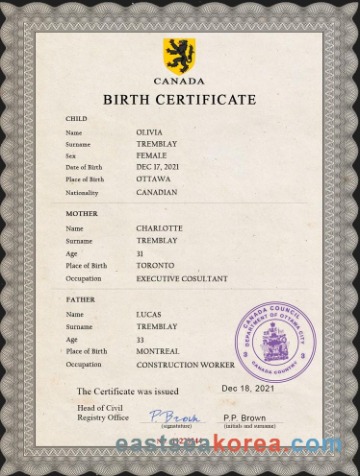 CANADA
BIRTH CERTIFICATE
CHILD
Name OLIVIA
Surname TREMBLAY
Sex FEMALE
Date of Birth DEC 17, 2021
Place of Birth OTTAWA
Nationality CANADIAN
MOTHER
Name CHARLOTTE
Surname TREMBLAY
Age 31
Place of Birth TORONTO
Occupation EXECUTIVE COSULTANT
FATHER
Name LUCAS
Surname TREMBLAY
Age 33
Place of Birth MONTREAL
Occupation CONSTRUCTION WORKER
CANADA COUNCIL
DEPARTMENT OF OTTAWA CITY
3 3
CANADA COUNTRY
The Certificate was issued Dec 18, 2021
Head of Civil
Registry Office P. Brown P.P. Brown
(signature) (initials and surname)
eastseakorea.com